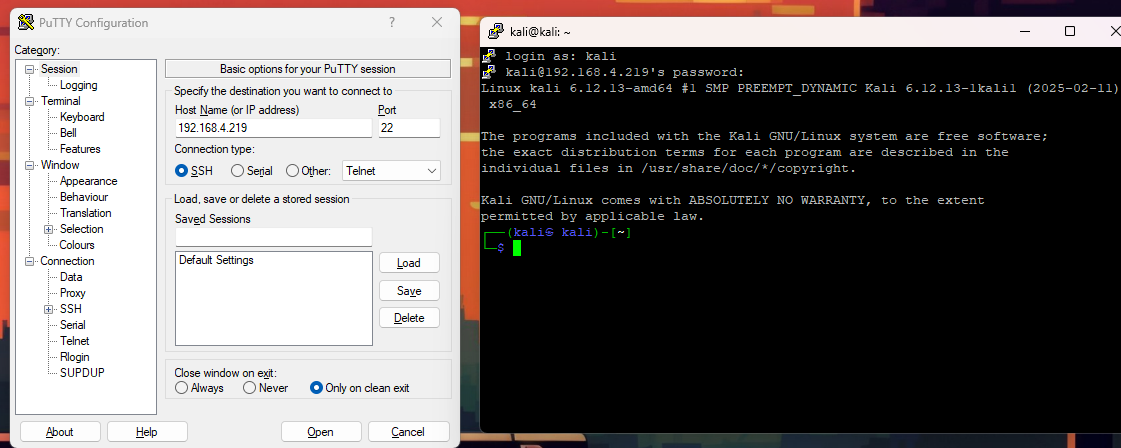 PuTTY Configuration
?
Category:
Session
Logging
Terminal
Keyboard
Bell
Features
Window
Appearance
Behaviour
Translation
Selection
Colours
Connection
Data
Proxy
SSH
Serial
Telnet
Rlogin
SUPDUP
Basic options for your PuTTY session
Specify the destination you want to connect to
Host Name (or IP address) Port
192.168.4.219 22
Connection type:
SSH Serial Other: Telnet
Load, save or delete a stored session
Saved Sessions
Default Settings
Load
Save
Delete
Close window on exit:
Always Never Only on clean exit
About Help Open Cancel
kali@kali: ~
login as: kali
kali@192.168.4.219's password:
Linux kali 6.12.13-amd64 #1 SMP PREEMPT_DYNAMIC Kali 6.12.13-1kali1 (2025-02-11)
x86_64
The programs included with the Kali GNU/Linux system are free software;
the exact distribution terms for each program are described in the
individual files in /usr/share/doc/*/copyright.
Kali GNU/Linux comes with ABSOLUTELY NO WARRANTY, to the extent
permitted by applicable law.
┌──(kali㉿ kali)-[~]
└─$